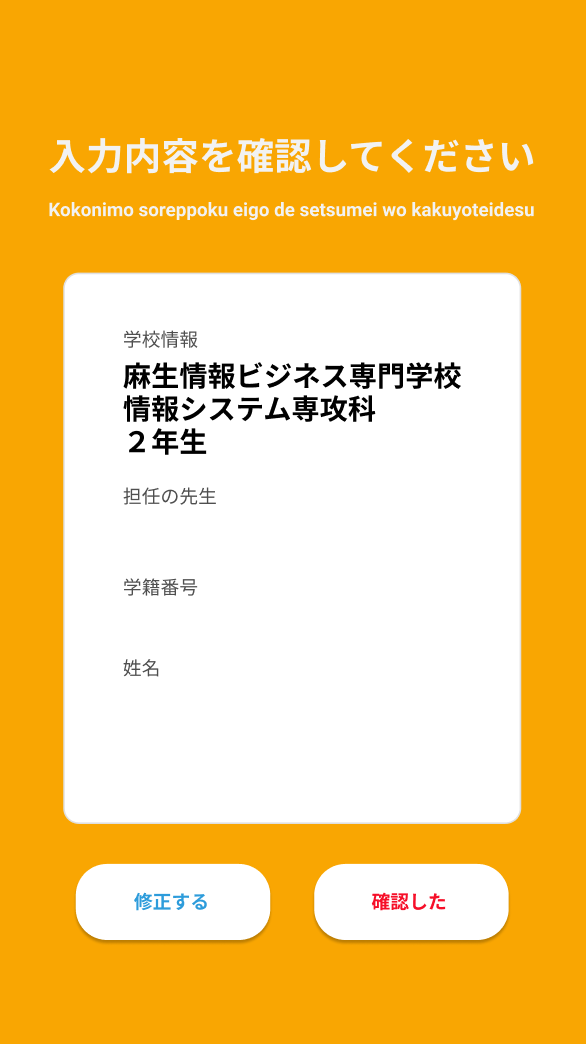 入力内容を確認してください
Kokonimo soreppoku eigo de setsumei wo kakuyoteidesu
学校情報
麻生情報ビジネス専門学校
情報システム専攻科
２年生
担任の先生
学籍番号
姓名
修正する
確認した